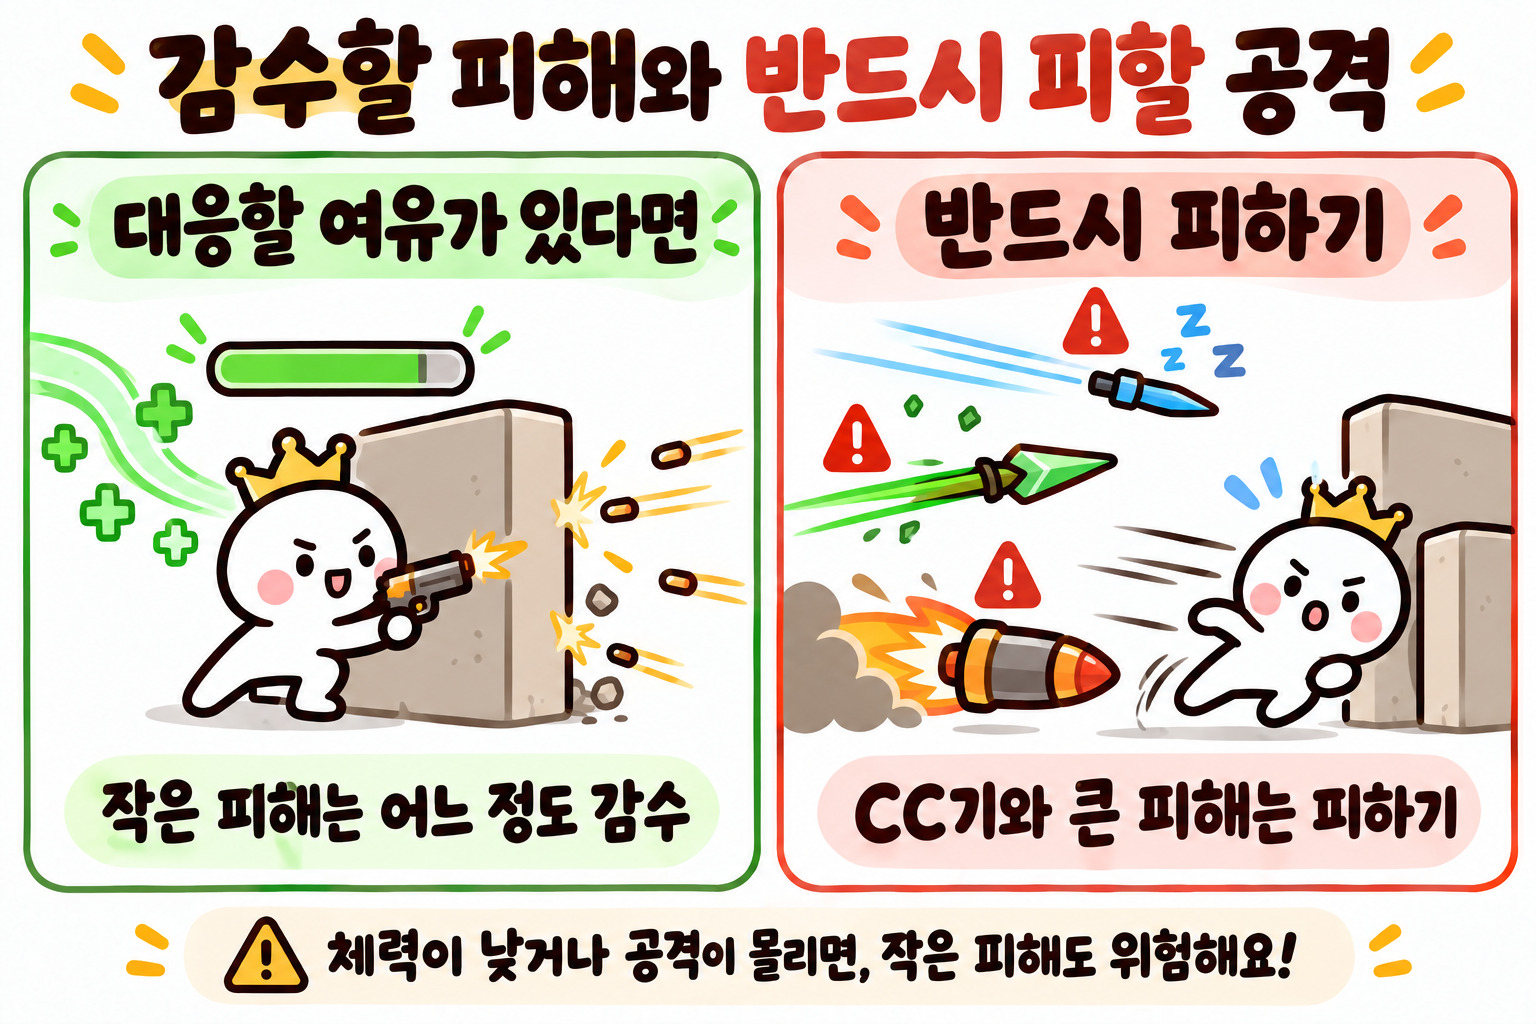 감수할 피해와 반드시 피할 공격
대응할 여유가 있다면
반드시 피하기
z
z
z
작은 피해는 어느 정도 감수
CC기와 큰 피해는 피하기
체력이 낮거나 공격이 몰리면, 작은 피해도 위험해요!